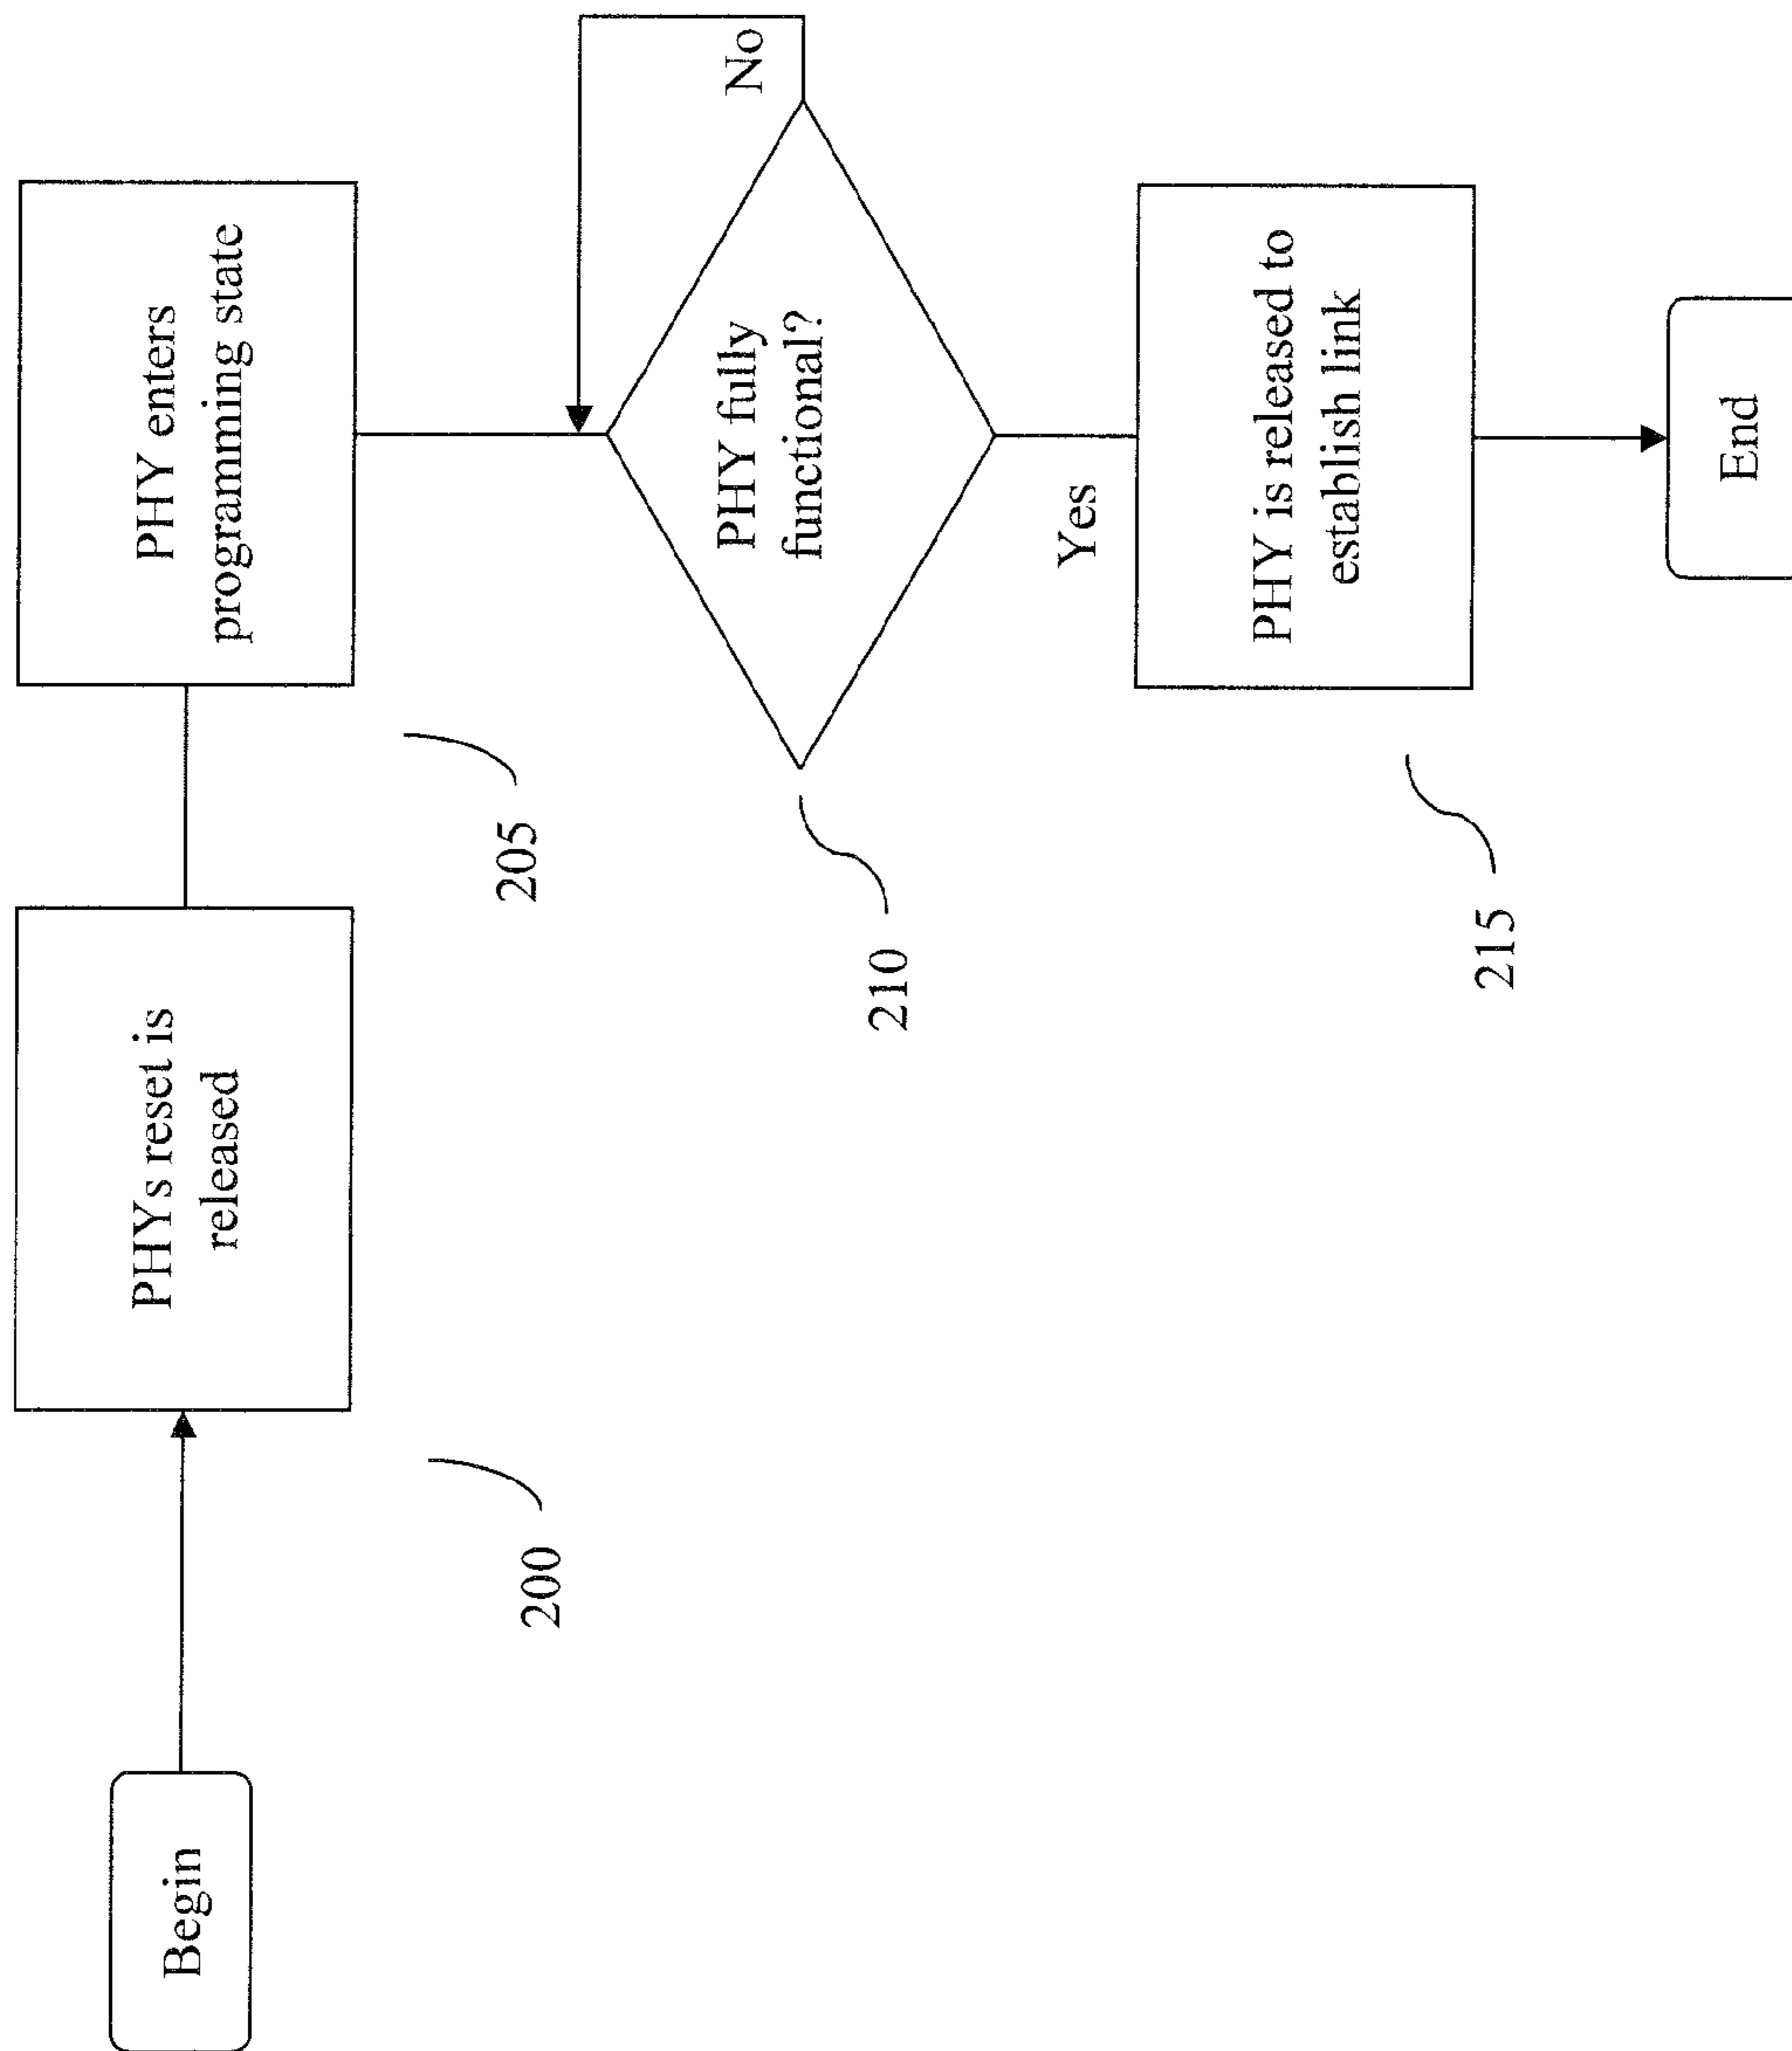 Begin
PHYs reset is
released
200
PHY enters
programming state
205
PHY fully
functional?
No
210
Yes
PHY is released to
establish link
215
End